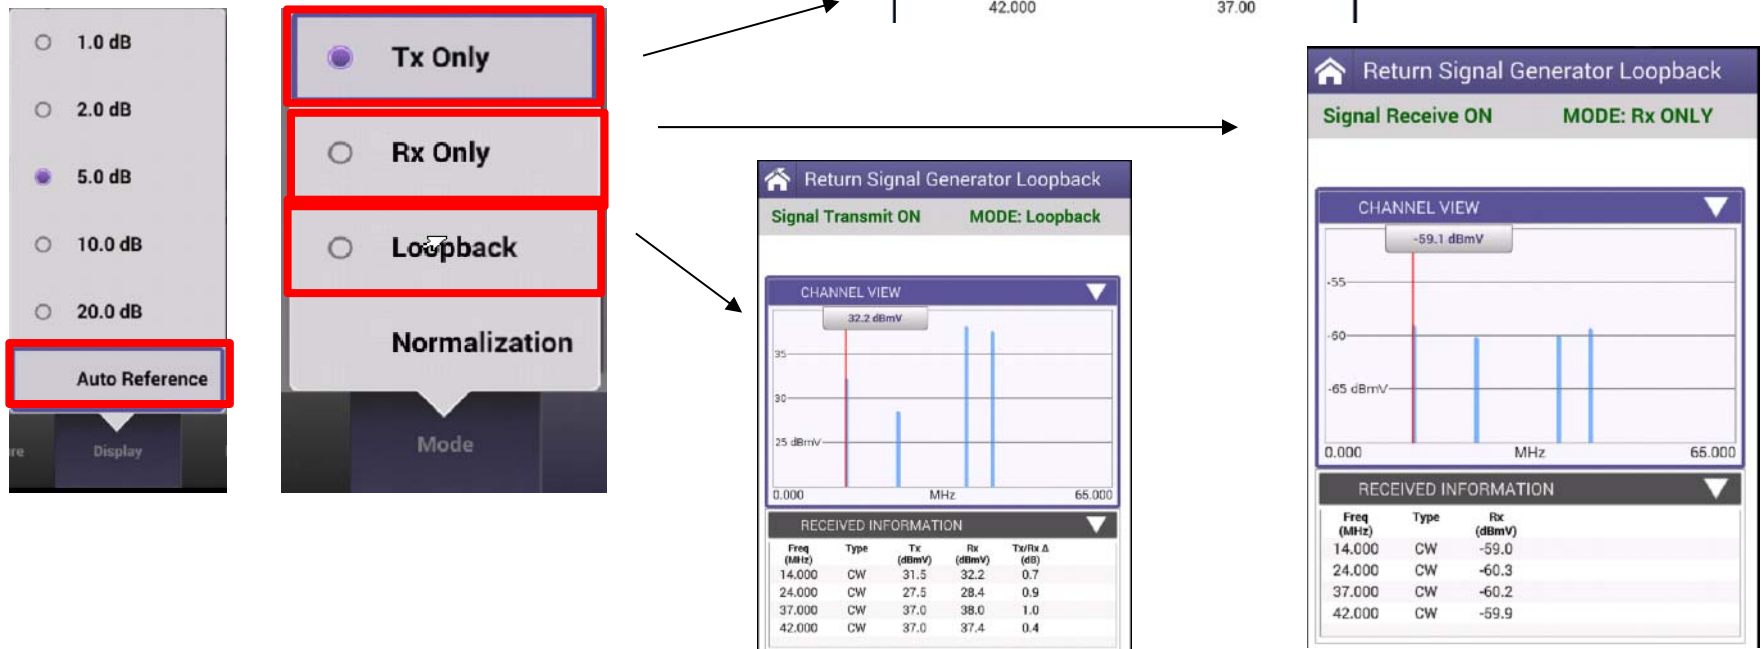 1.0 dB
2.0 dB
5.0 dB
10.0 dB
20.0 dB
Auto Reference
re
Display
Tx Only
Rx Only
Loopback
Normalization
Mode
42.000 37.00
Return Signal Generator Loopback
Signal Transmit ON MODE: Loopback
CHANNEL VIEW
32.2 dBmV
35
30
25 dBmV
0.000 MHz 65.000
RECEIVED INFORMATION
Freq Type Tx Rx Tx/Rx Δ
(MHz) (dBmV) (dBmV) (dB)
14.000 CW 31.5 32.2 0.7
24.000 CW 27.5 28.4 0.9
37.000 CW 37.0 38.0 1.0
42.000 CW 37.0 37.4 0.4
Return Signal Generator Loopback
Signal Receive ON MODE: Rx ONLY
CHANNEL VIEW
-59.1 dBmV
-55
-60
-65 dBmV
0.000 MHz 65.000
RECEIVED INFORMATION
Freq Type Rx
(MHz) (dBmV)
14.000 CW -59.0
24.000 CW -60.3
37.000 CW -60.2
42.000 CW -59.9